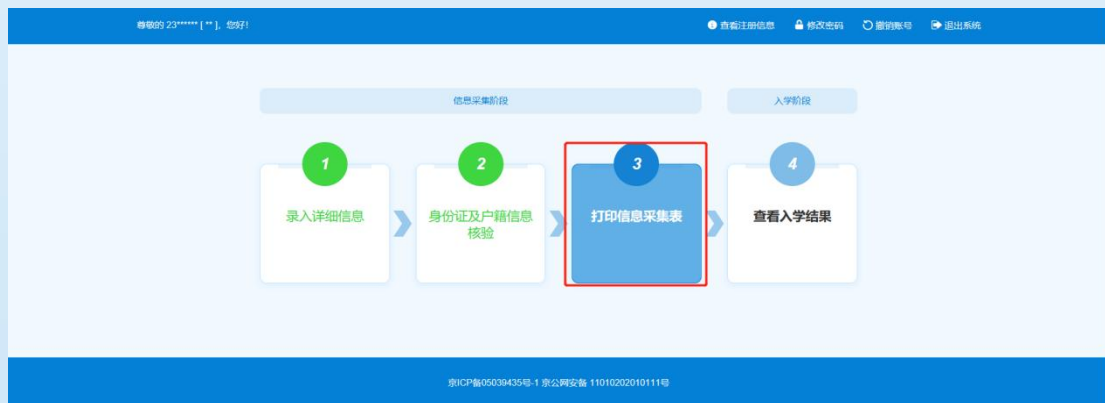 尊敬的 23****** [ ** ]，您好！
查看注册信息 修改密码 撤销账号 退出系统
信息采集阶段
入学阶段
1
录入详细信息
2
身份证及户籍信息
核验
3
打印信息采集表
4
查看入学结果
京ICP备05039435号-1 京公网安备 11010202010111号